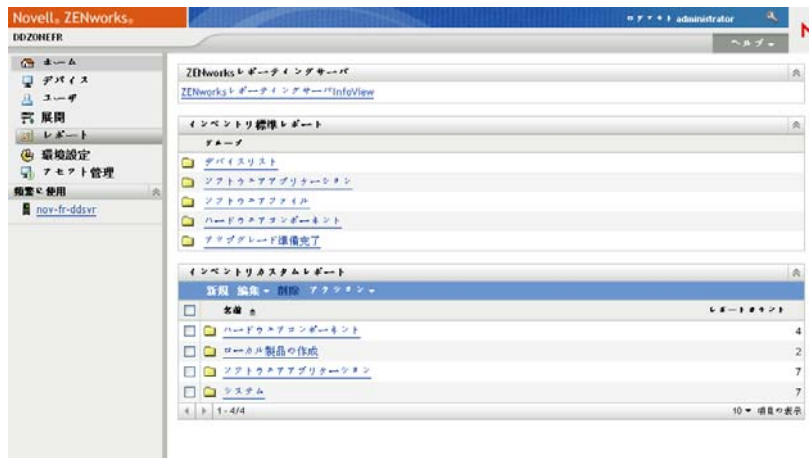 Novell® ZENworks®
ログアウト administrator
DDZONEFR
ヘルプ
ホーム
デバイス
ユーザ
展開
レポート
環境設定
アセット管理
頻繁に使用
nov-fr-ddsvr
ZENworksレポーティングサーバ
ZENworksレポーティングサーバInfoView
インベントリ標準レポート
グループ
デバイスリスト
ソフトウェアアプリケーション
ソフトウェアファイル
ハードウェアコンポーネント
アップグレード準備完了
インベントリカスタムレポート
新規 編集 削除 アクション
名前 レポートカウント
ハードウェアコンポーネント 4
ローカル製品の作成 2
ソフトウェアアプリケーション 7
システム 7
1 - 4/4 10 項目の表示